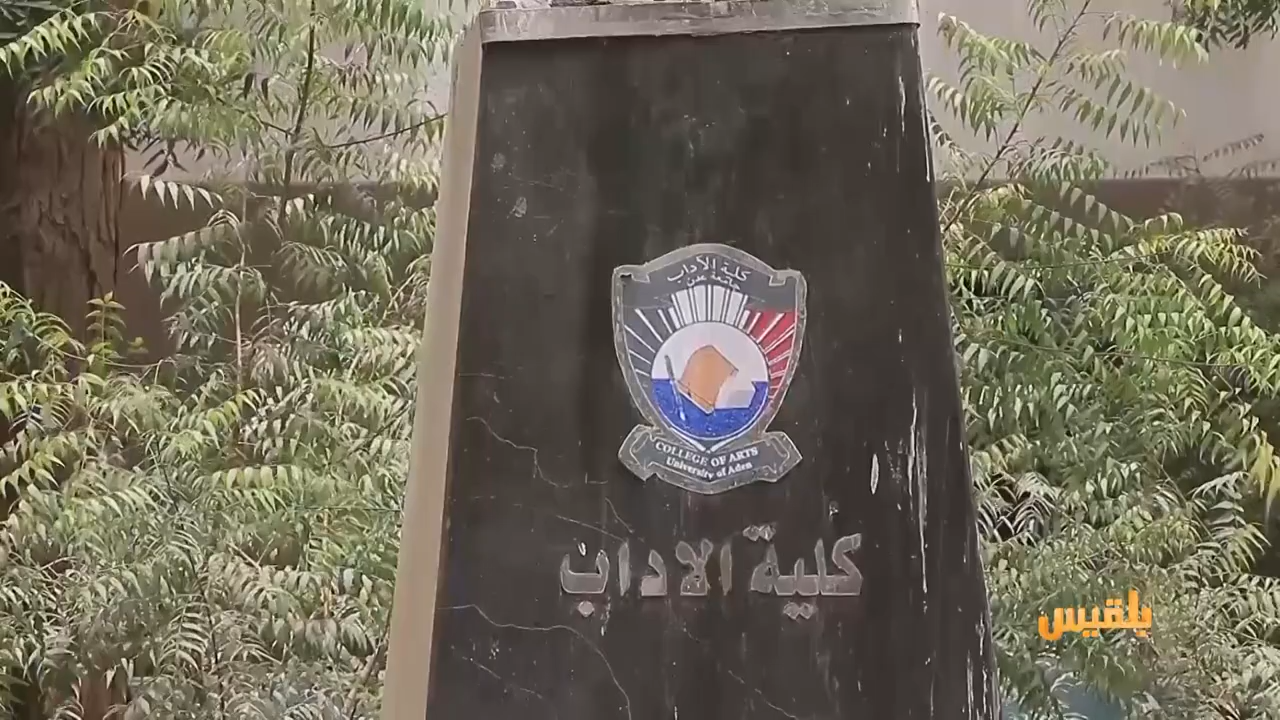 كلية الآداب
جامعة عدن
COLLEGE OF ARTS
University of Aden
كلية الاداب
بلقيس